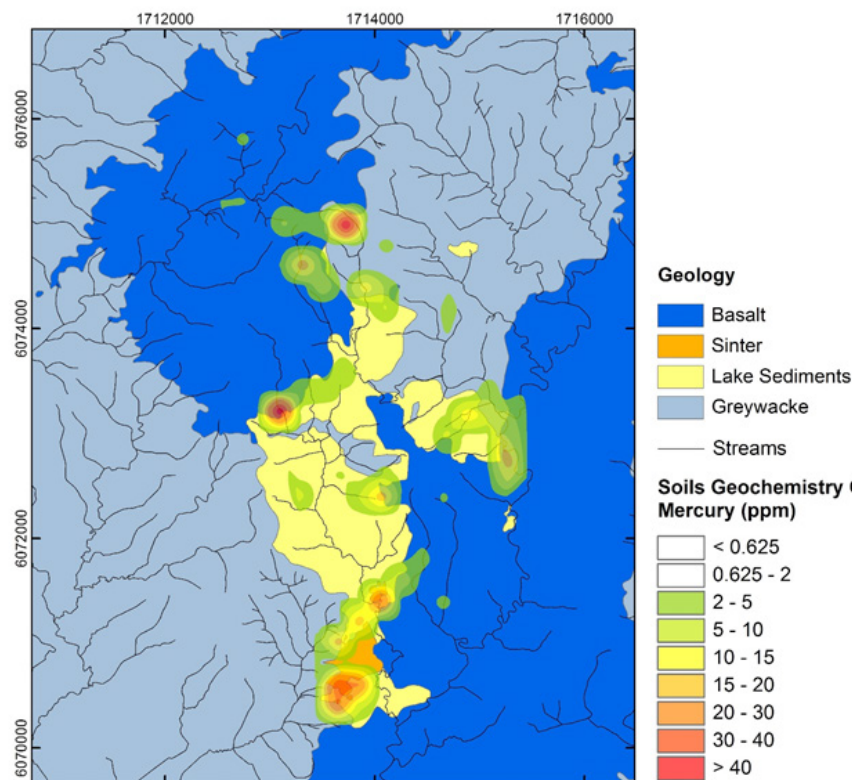 1712000 1714000 1716000
6076000
6074000
6072000
6070000
Geology
Basalt
Sinter
Lake Sediments
Greywacke
Streams
Soils Geochemistry
Mercury (ppm)
< 0.625
0.625 - 2
2 - 5
5 - 10
10 - 15
15 - 20
20 - 30
30 - 40
> 40